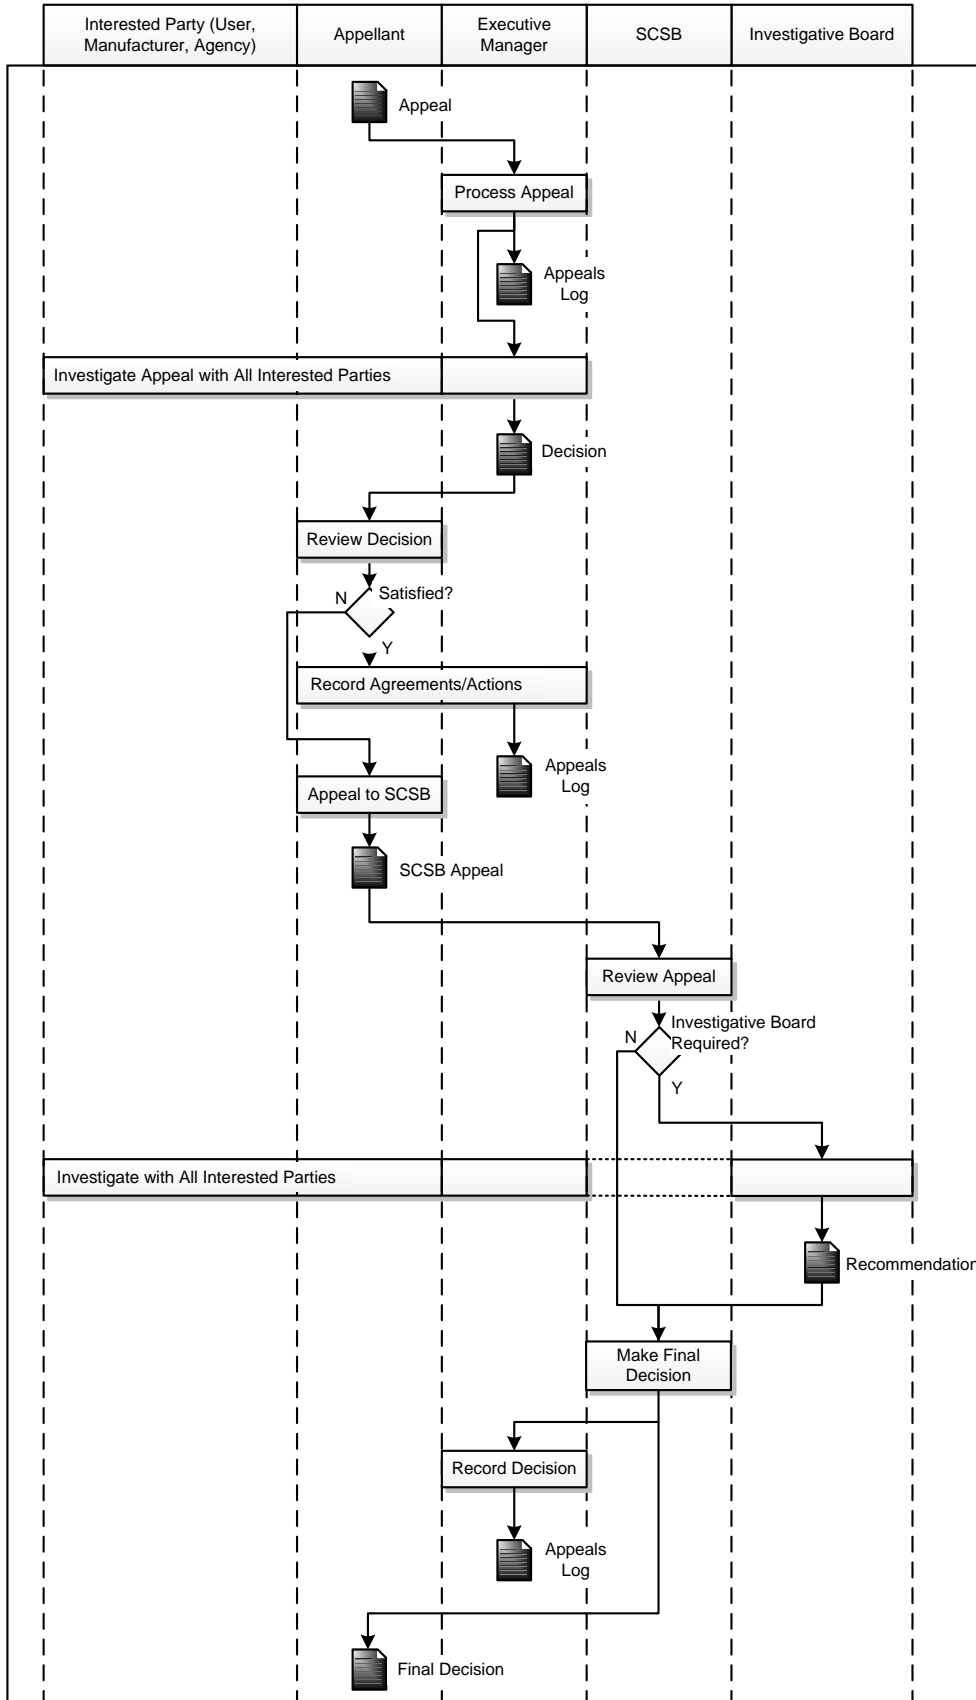 Interested Party (User,
Manufacturer, Agency)
Appellant
Executive
Manager
SCSB
Investigative Board
Appeal
Process Appeal
Appeals
Log
Investigate Appeal with All Interested Parties
Decision
Review Decision
Satisfied?
N
Y
Record Agreements/Actions
Appeals
Log
Appeal to SCSB
SCSB Appeal
Review Appeal
Investigative Board
Required?
N
Y
Investigate with All Interested Parties
Recommendation
Make Final
Decision
Record Decision
Appeals
Log
Final Decision